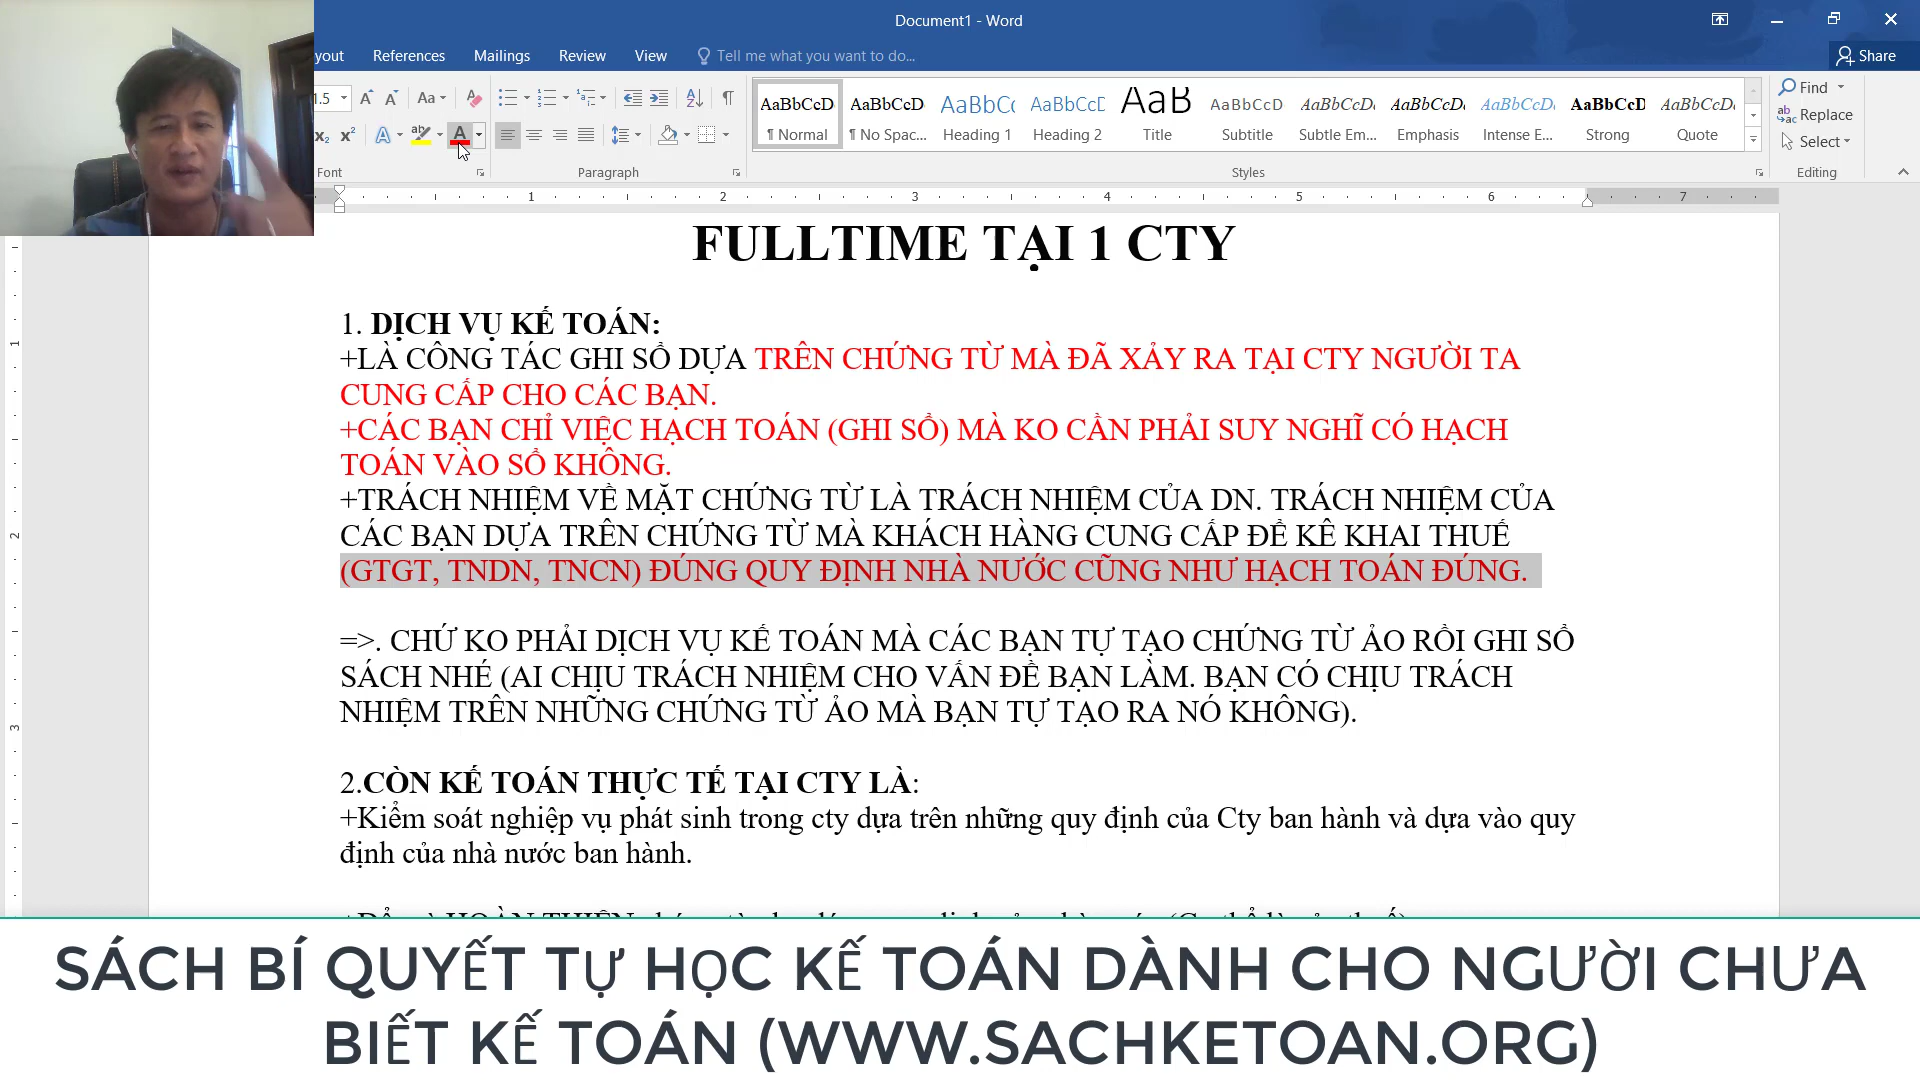 Document1 - Word
yout References Mailings Review View Tell me what you want to do... Share
1.5 Aa
AaBbCcD AaBbCcD AaBbC AaBbCcD AaB AaBbCcD AaBbCcD AaBbCcD AaBbCcD AaBbCcD AaBbCcD
¶ Normal ¶ No Spac... Heading 1 Heading 2 Title Subtitle Subtle Em... Emphasis Intense E... Strong Quote
Find
Replace
Select
Font Paragraph Styles Editing
1 2 3 4 5 6 7
FULLTIME TẠI 1 CTY
1. DỊCH VỤ KẾ TOÁN:
+LÀ CÔNG TÁC GHI SỔ DỰA TRÊN CHỨNG TỪ MÀ ĐÃ XẢY RA TẠI CTY NGƯỜI TA
CUNG CẤP CHO CÁC BẠN.
+CÁC BẠN CHỈ VIỆC HẠCH TOÁN (GHI SỔ) MÀ KO CẦN PHẢI SUY NGHĨ CÓ HẠCH
TOÁN VÀO SỔ KHÔNG.
+TRÁCH NHIỆM VỀ MẶT CHỨNG TỪ LÀ TRÁCH NHIỆM CỦA DN. TRÁCH NHIỆM CỦA
CÁC BẠN DỰA TRÊN CHỨNG TỪ MÀ KHÁCH HÀNG CUNG CẤP ĐỂ KÊ KHAI THUẾ
(GTGT, TNDN, TNCN) ĐÚNG QUY ĐỊNH NHÀ NƯỚC CŨNG NHƯ HẠCH TOÁN ĐÚNG.
=>. CHỨ KO PHẢI DỊCH VỤ KẾ TOÁN MÀ CÁC BẠN TỰ TẠO CHỨNG TỪ ẢO RỒI GHI SỔ
SÁCH NHÉ (AI CHỊU TRÁCH NHIỆM CHO VẤN ĐỀ BẠN LÀM. BẠN CÓ CHỊU TRÁCH
NHIỆM TRÊN NHỮNG CHỨNG TỪ ẢO MÀ BẠN TỰ TẠO RA NÓ KHÔNG).
2.CÒN KẾ TOÁN THỰC TẾ TẠI CTY LÀ:
+Kiểm soát nghiệp vụ phát sinh trong cty dựa trên những quy định của Cty ban hành và dựa vào quy
định của nhà nước ban hành.
SÁCH BÍ QUYẾT TỰ HỌC KẾ TOÁN DÀNH CHO NGƯỜI CHƯA
BIẾT KẾ TOÁN (WWW.SACHKETOAN.ORG)